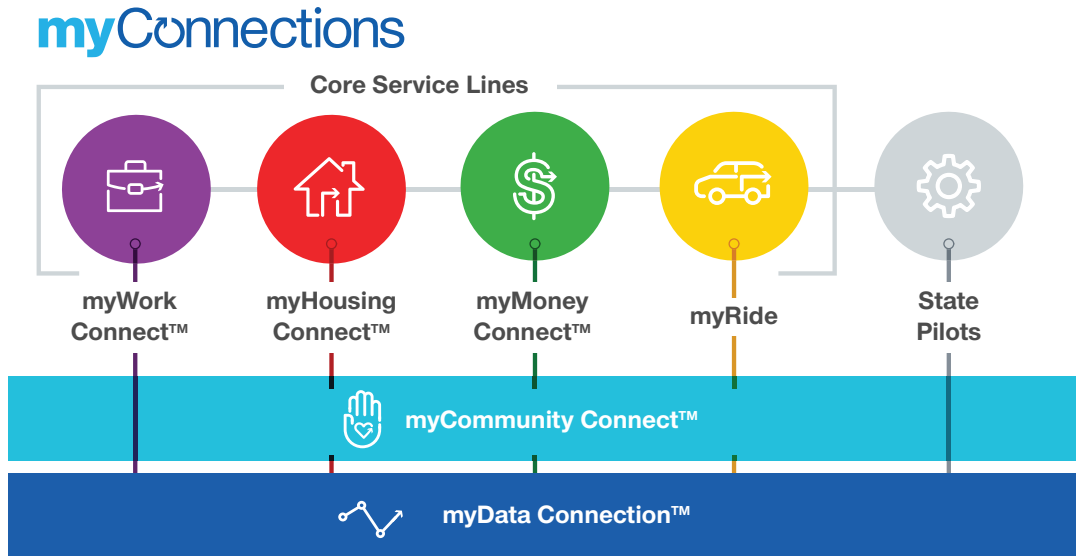 myConnections
Core Service Lines
myWork
Connect™
myHousing
Connect™
myMoney
Connect™
myRide
State
Pilots
myCommunity Connect™
myData Connection™